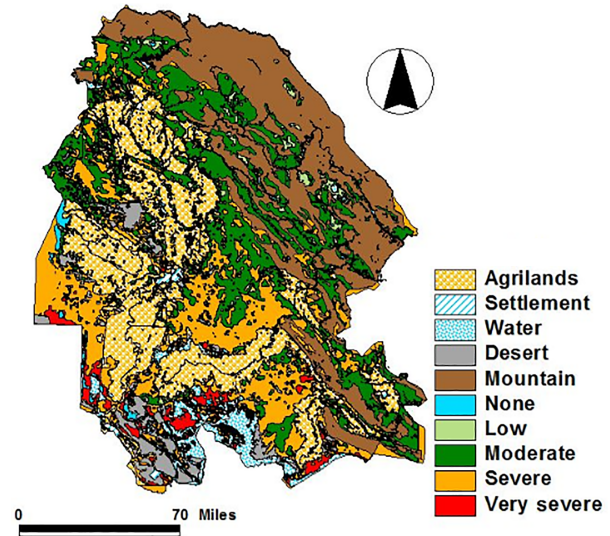 Agrilands
Settlement
Water
Desert
Mountain
None
Low
Moderate
Severe
Very severe
0 70 Miles